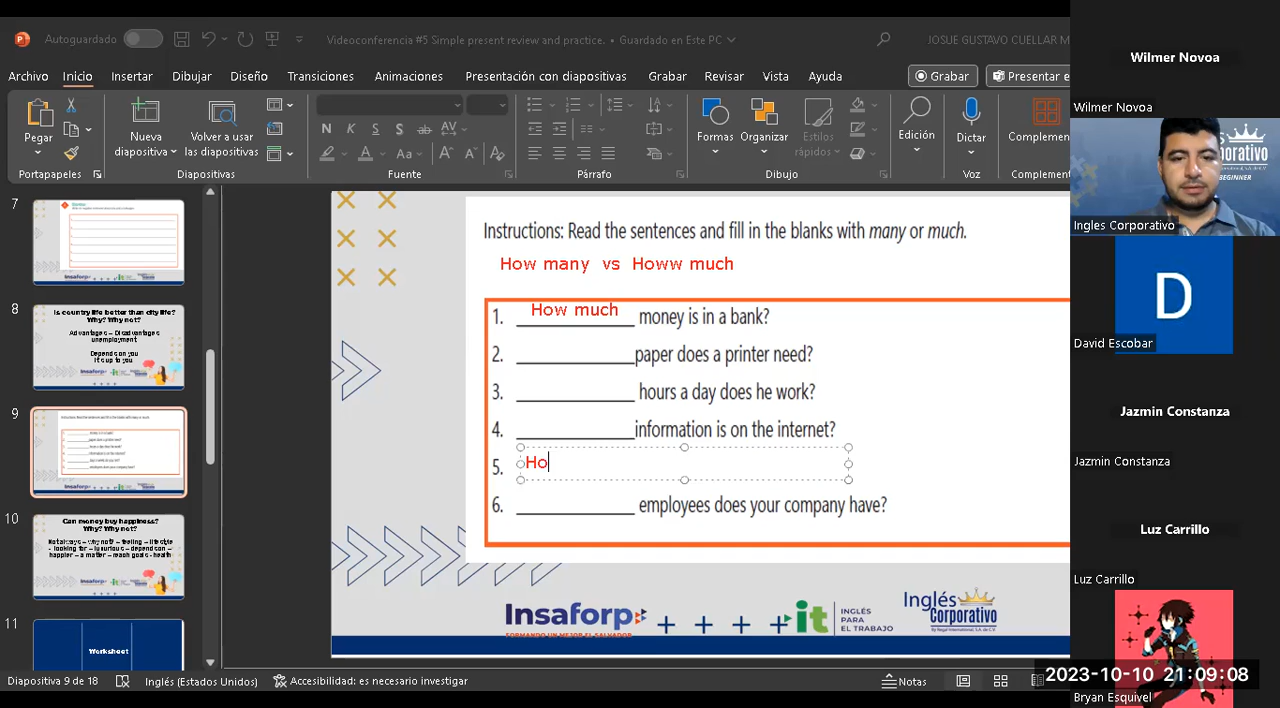 Autoguardado
Videoconferencia #5 Simple present review and practice. • Guardado en Este PC
JOSUE GUSTAVO CUELLAR M
Archivo Inicio Insertar Dibujar Diseño Transiciones Animaciones Presentación con diapositivas Grabar Revisar Vista Ayuda
Grabar
Presentar e
Pegar
Nueva diapositiva
Volver a usar las diapositivas
N K S S ab AV
A Aa A A A
Formas
Organizar
Estilos rápidos
Edición
Dictar
Complemen
Portapapeles
Diapositivas
Fuente
Párrafo
Dibujo
Voz
Complement
7
8
Is country life better than city life?
Why? Why not?
Advantages – Disadvantages
unemployment
Depends on you
It´s up to you
9
10
Can money buy happiness?
Why? Why not?
11
Worksheet
Instructions: Read the sentences and fill in the blanks with many or much.
How many vs Howw much
1. How much money is in a bank?
2. ______________paper does a printer need?
3. ______________ hours a day does he work?
4. ______________information is on the internet?
5. Ho
6. ______________ employees does your company have?
Insaforp
FORMANDO UN MEJOR EL SALVADOR
it
INGLÉS
PARA
EL TRABAJO
Inglés
Corporativo
Diapositiva 9 de 18
Inglés (Estados Unidos)
Accesibilidad: es necesario investigar
Notas
Wilmer Novoa
Wilmer Novoa
orativo
BEGINNER
Ingles Corporativo
D
David Escobar
Jazmin Constanza
Jazmin Constanza
Luz Carrillo
Luz Carrillo
2023-10-10 21:09:08
Bryan Esquivel